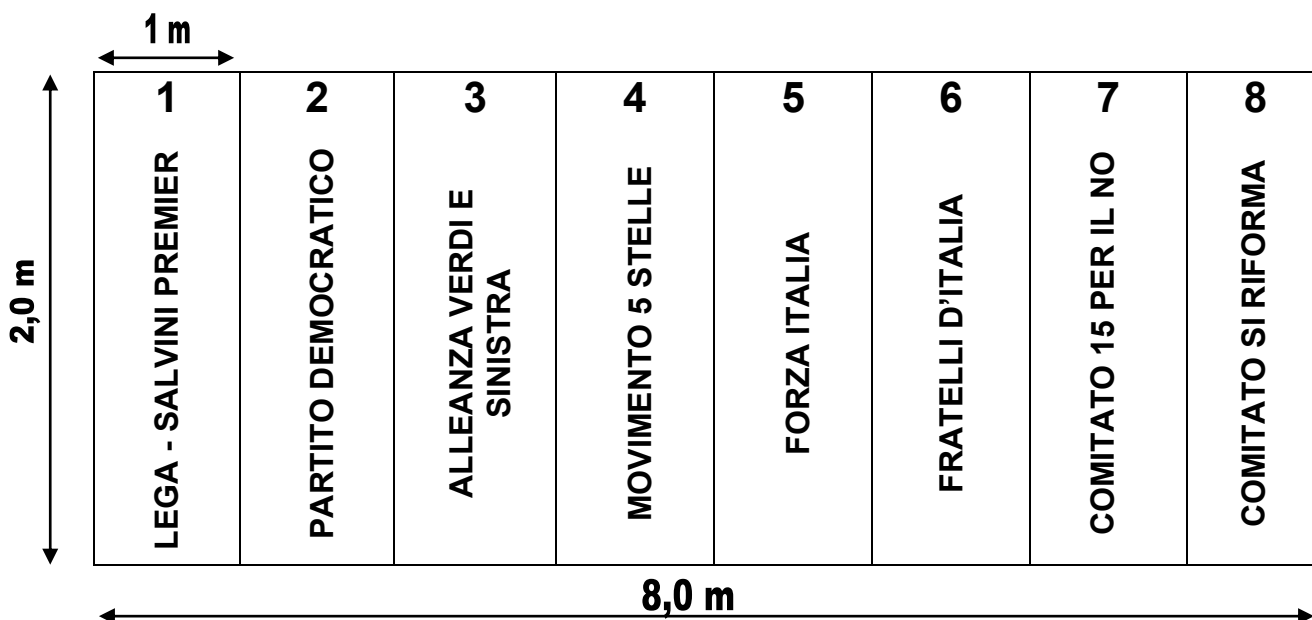 1 m
1
2
3
4
5
6
7
8
2,0 m
LEGA - SALVINI PREMIER
PARTITO DEMOCRATICO
ALLEANZA VERDI E
SINISTRA
MOVIMENTO 5 STELLE
FORZA ITALIA
FRATELLI D'ITALIA
COMITATO 15 PER IL NO
COMITATO SI RIFORMA
8,0 m